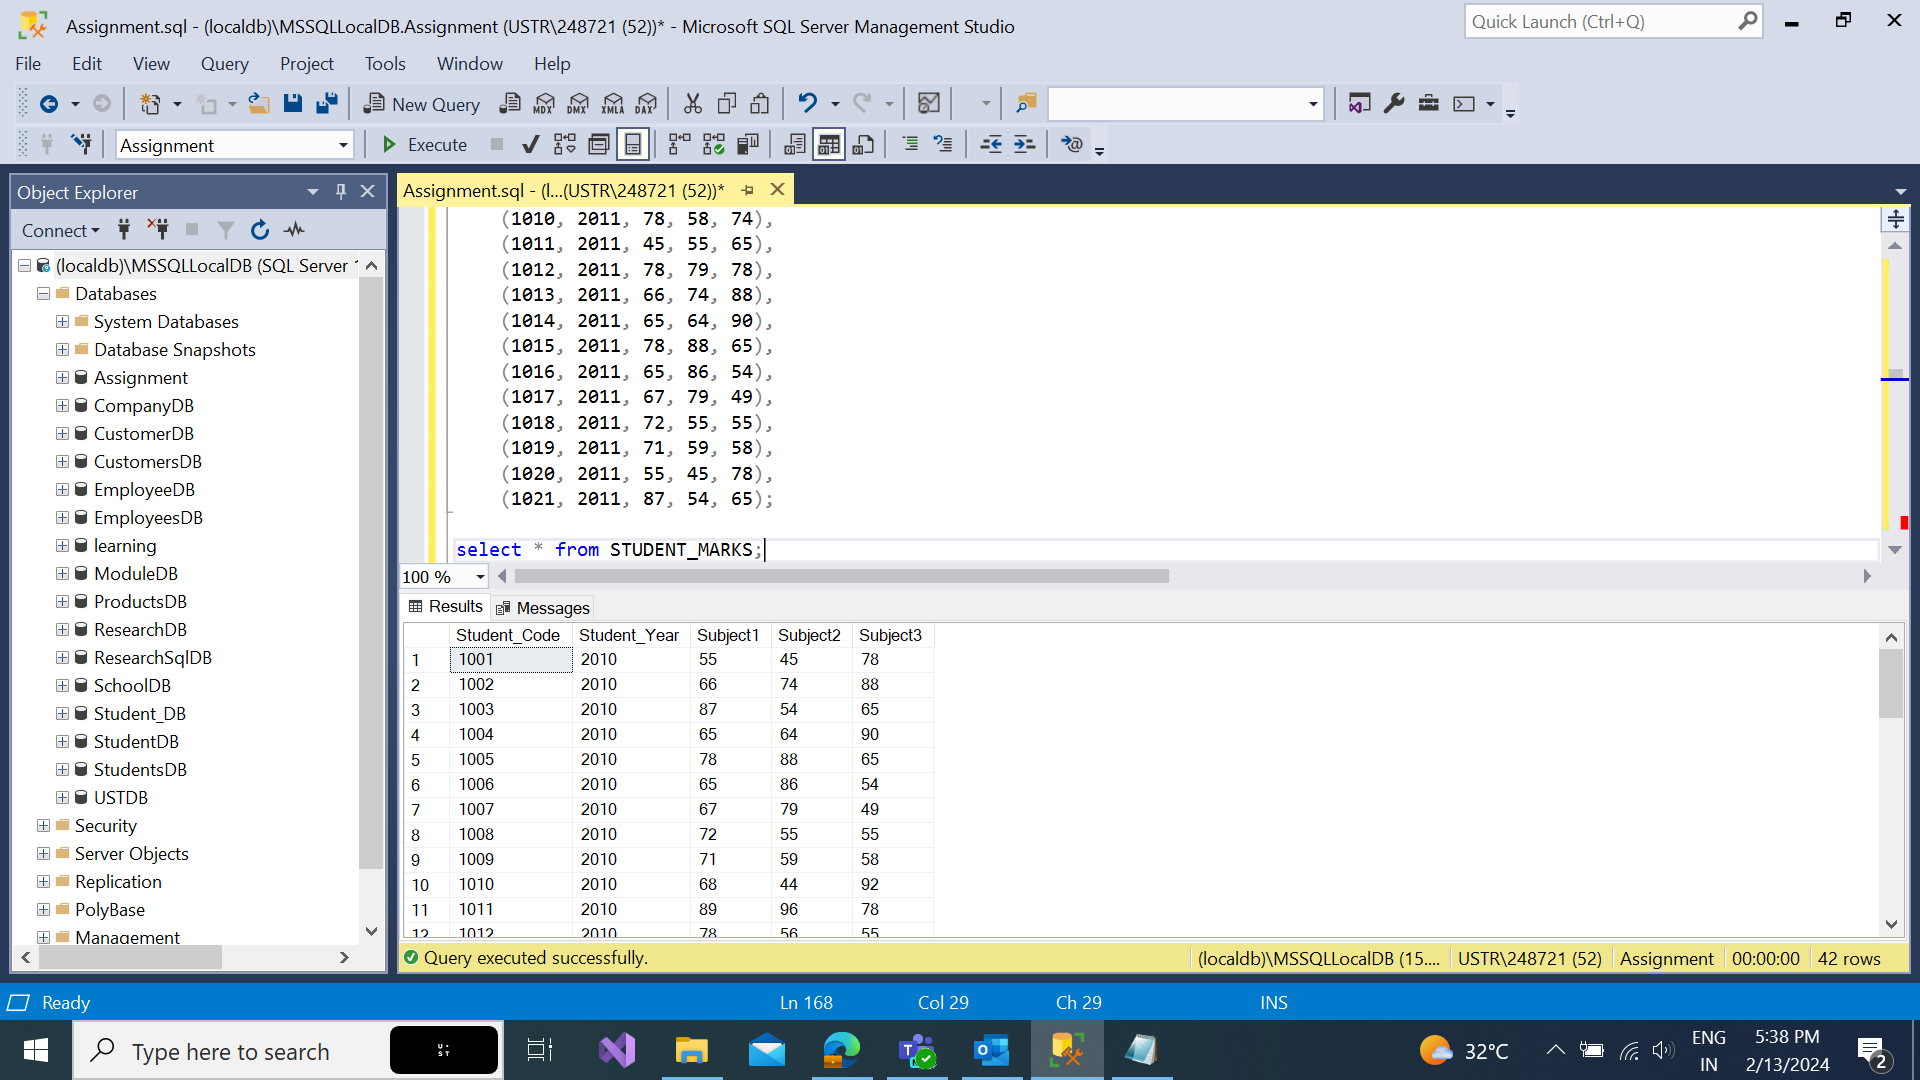 Assignment.sql - (localdb)\MSSQLLocalDB.Assignment (USTR\248721 (52))* - Microsoft SQL Server Management Studio
Quick Launch (Ctrl+Q)
File Edit View Query Project Tools Window Help
New Query MDX DMX XMLA DAX
Assignment Execute
Object Explorer
Connect
(localdb)\MSSQLLocalDB (SQL Server 1
Databases
System Databases
Database Snapshots
Assignment
CompanyDB
CustomerDB
CustomersDB
EmployeeDB
EmployeesDB
learning
ModuleDB
ProductsDB
ResearchDB
ResearchSqlDB
SchoolDB
Student_DB
StudentDB
StudentsDB
USTDB
Security
Server Objects
Replication
PolyBase
Management
Assignment.sql - (l...(USTR\248721 (52))*
(1010, 2011, 78, 58, 74),
(1011, 2011, 45, 55, 65),
(1012, 2011, 78, 79, 78),
(1013, 2011, 66, 74, 88),
(1014, 2011, 65, 64, 90),
(1015, 2011, 78, 88, 65),
(1016, 2011, 65, 86, 54),
(1017, 2011, 67, 79, 49),
(1018, 2011, 72, 55, 55),
(1019, 2011, 71, 59, 58),
(1020, 2011, 55, 45, 78),
(1021, 2011, 87, 54, 65);
select * from STUDENT_MARKS;
100 %
Results Messages
Student_Code Student_Year Subject1 Subject2 Subject3
1 1001 2010 55 45 78
2 1002 2010 66 74 88
3 1003 2010 87 54 65
4 1004 2010 65 64 90
5 1005 2010 78 88 65
6 1006 2010 65 86 54
7 1007 2010 67 79 49
8 1008 2010 72 55 55
9 1009 2010 71 59 58
10 1010 2010 68 44 92
11 1011 2010 89 96 78
12 1012 2010 78 56 55
Query executed successfully.
(localdb)\MSSQLLocalDB (15.... USTR\248721 (52) Assignment 00:00:00 42 rows
Ready Ln 168 Col 29 Ch 29 INS
Type here to search
32°C
ENG
IN
5:38 PM
2/13/2024
2